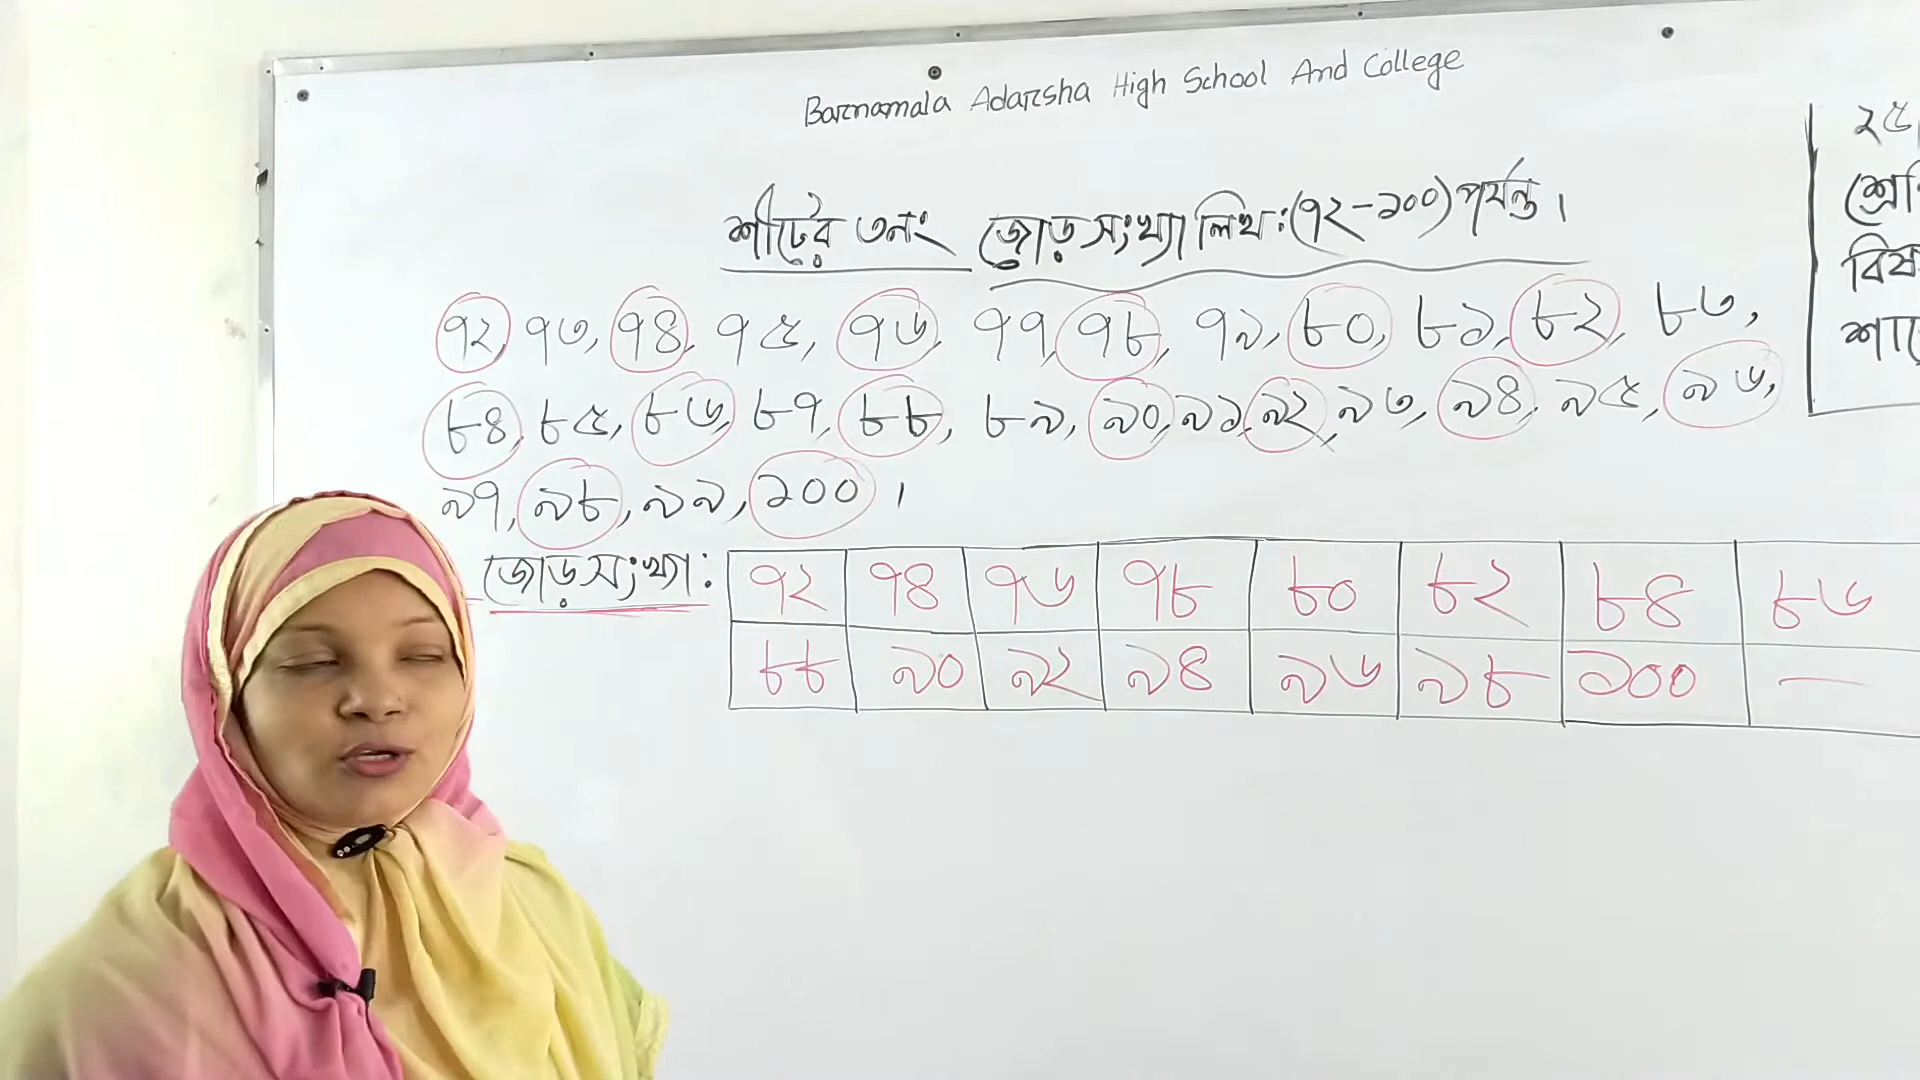 Barnamala Adarsha High School And College
শীটের ৩নং জোড় সংখ্যা লিখ:(৭২-১০০) পর্যন্ত।
৭২, ৭৩, ৭৪, ৭৫, ৭৬, ৭৭, ৭৮, ৭৯, ৮০, ৮১, ৮২, ৮৩,
৮৪, ৮৫, ৮৬, ৮৭, ৮৮, ৮৯, ৯০, ৯১, ৯২, ৯৩, ৯৪, ৯৫, ৯৬,
৯৭, ৯৮, ৯৯, ১০০।
জোড় সংখ্যা: ৭২ ৭৪ ৭৬ ৭৮ ৮০ ৮২ ৮৪ ৮৬
৮৮ ৯০ ৯২ ৯৪ ৯৬ ৯৮ ১০০ —
২৫